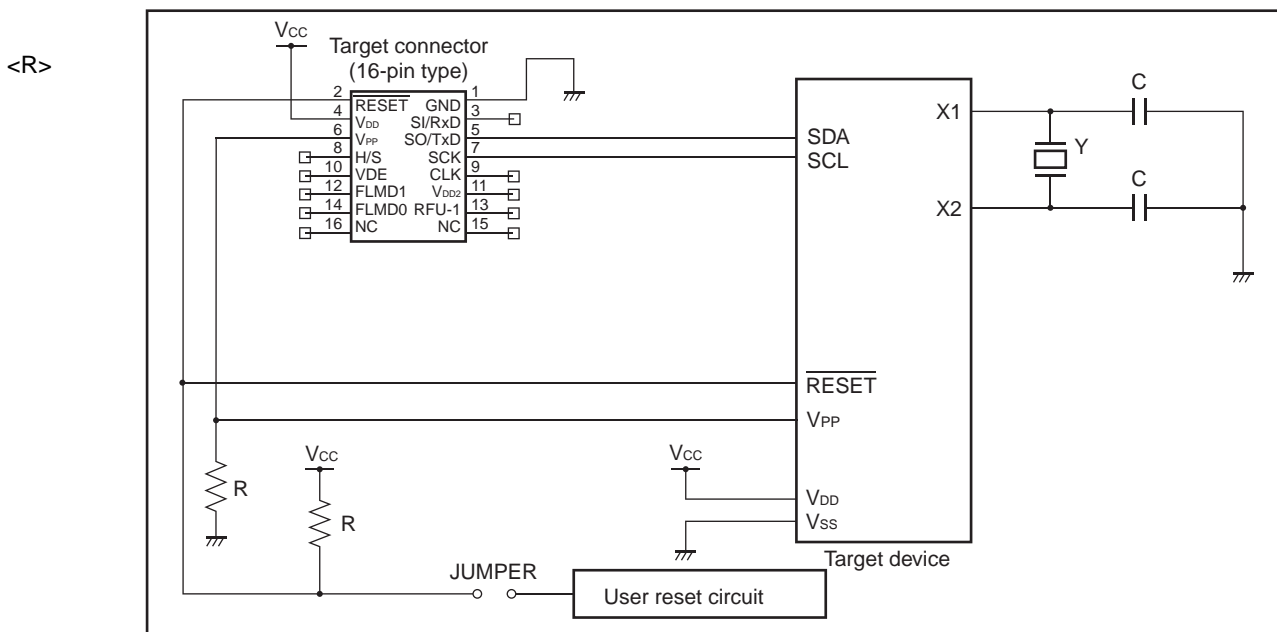 <R>
VCC
Target connector
(16-pin type)
2 RESET GND 1
4 VDD SI/RxD 3
6 VPP SO/TxD 5
8 H/S SCK 7
10 VDE CLK 9
12 FLMD1 VDD2 11
14 FLMD0 RFU-1 13
16 NC NC 15
SDA
SCL
X1
X2
C
Y
C
RESET
VPP
VCC
VDD
VSS
Target device
R
VCC
R
JUMPER
User reset circuit